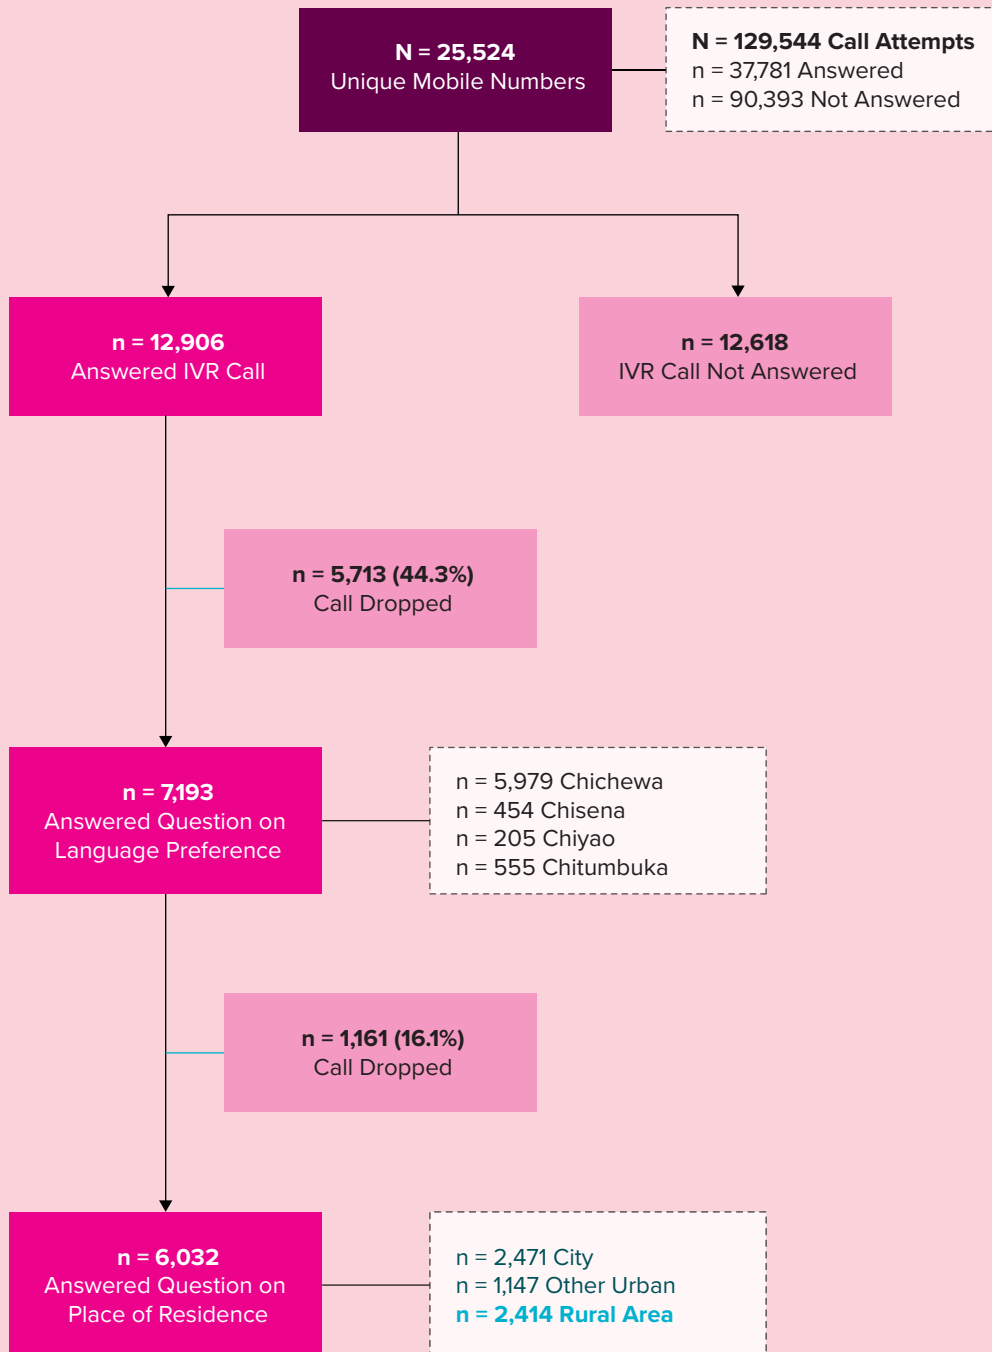 N = 25,524
Unique Mobile Numbers
N = 129,544 Call Attempts
n = 37,781 Answered
n = 90,393 Not Answered
n = 12,906
Answered IVR Call
n = 12,618
IVR Call Not Answered
n = 5,713 (44.3%)
Call Dropped
n = 7,193
Answered Question on
Language Preference
n = 5,979 Chichewa
n = 454 Chisena
n = 205 Chiyao
n = 555 Chitumbuka
n = 1,161 (16.1%)
Call Dropped
n = 6,032
Answered Question on
Place of Residence
n = 2,471 City
n = 1,147 Other Urban
n = 2,414 Rural Area